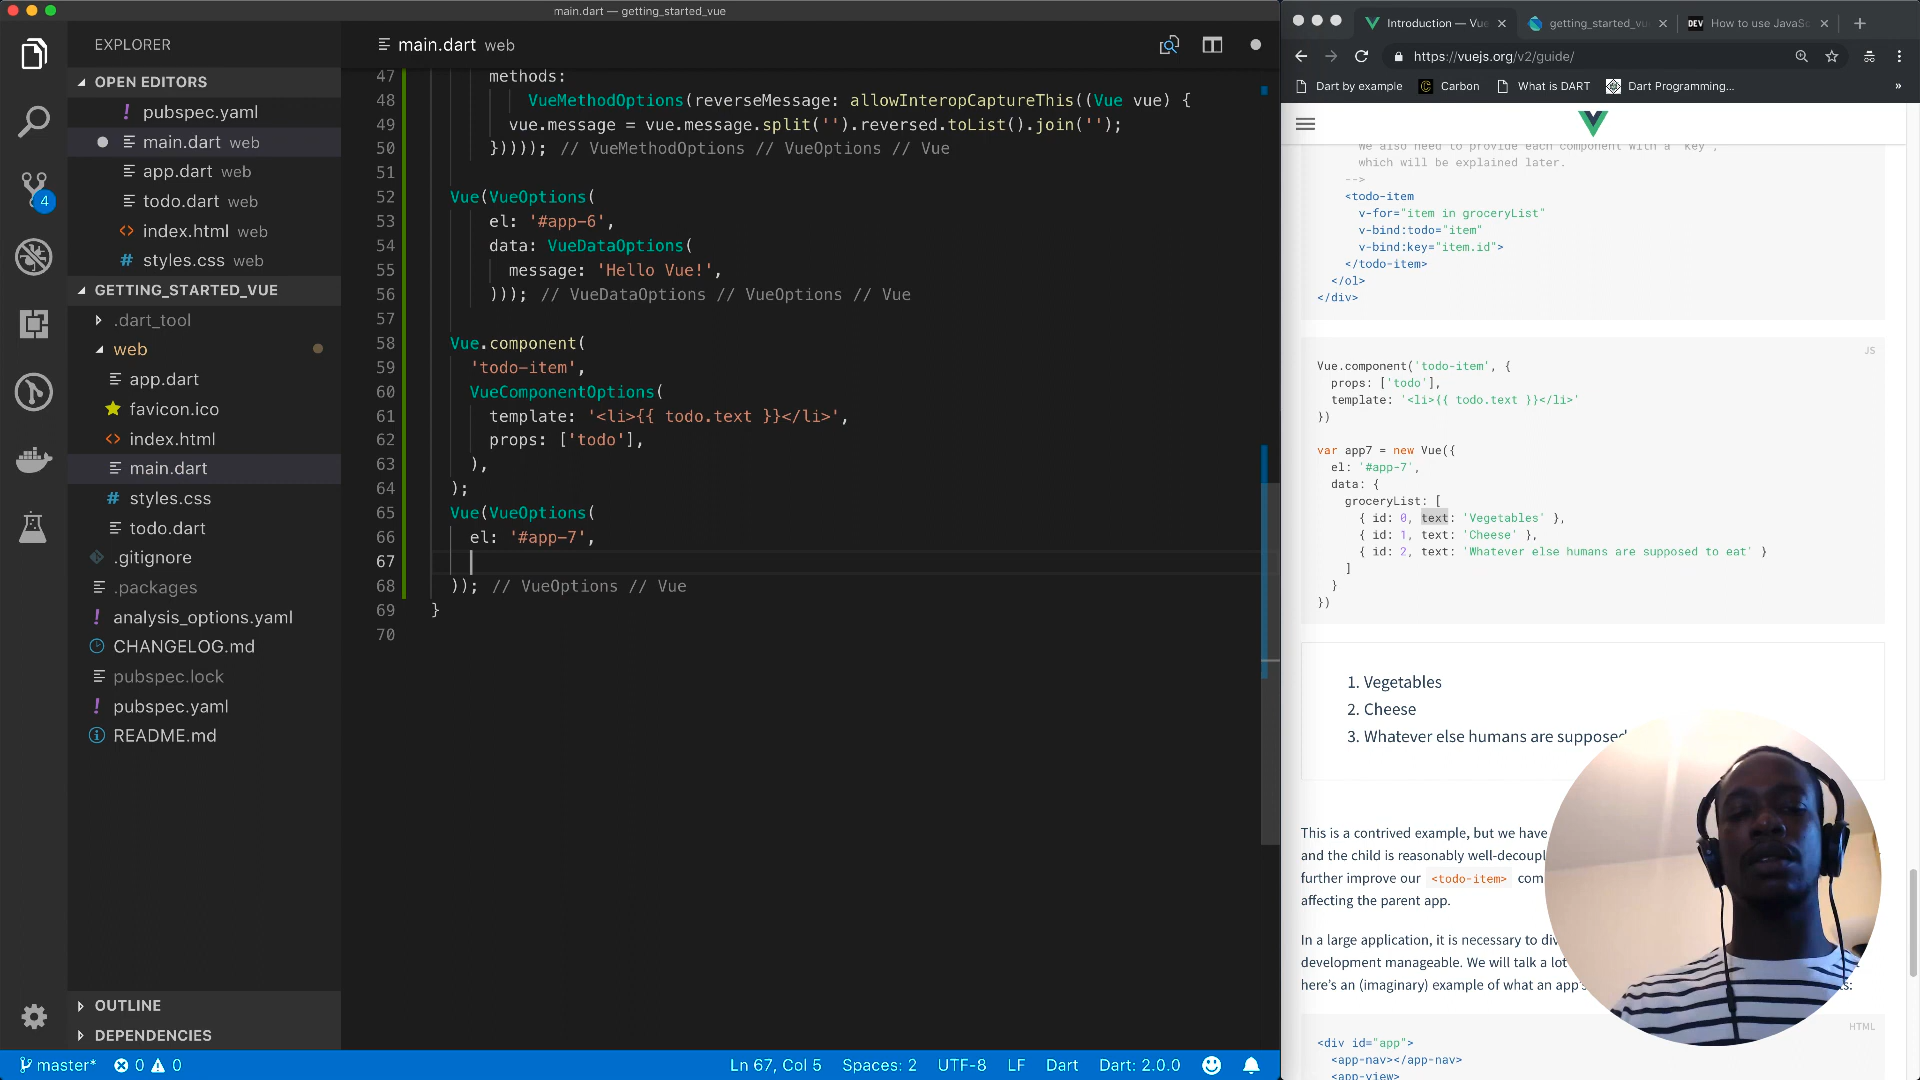 main.dart — getting_started_vue
EXPLORER
OPEN EDITORS
! pubspec.yaml
main.dart web
app.dart web
todo.dart web
<> index.html web
# styles.css web
4
GETTING_STARTED_VUE
.dart_tool
web
app.dart
favicon.ico
<> index.html
main.dart
# styles.css
todo.dart
.gitignore
.packages
! analysis_options.yaml
CHANGELOG.md
pubspec.lock
! pubspec.yaml
README.md
OUTLINE
DEPENDENCIES
main.dart web
47 methods:
48 VueMethodOptions(reverseMessage: allowInteropCaptureThis((Vue vue) {
49 vue.message = vue.message.split('').reversed.toList().join('');
50 })))); // VueMethodOptions // VueOptions // Vue
51
52 Vue(VueOptions(
53 el: '#app-6',
54 data: VueDataOptions(
55 message: 'Hello Vue!',
56 ))); // VueDataOptions // VueOptions // Vue
57
58 Vue.component(
59 'todo-item',
60 VueComponentOptions(
61 template: '<li>{{ todo.text }}</li>',
62 props: ['todo'],
63 ),
64 );
65 Vue(VueOptions(
66 el: '#app-7',
67
68 )); // VueOptions // Vue
69 }
70
master* 0 0 Ln 67, Col 5 Spaces: 2 UTF-8 LF Dart Dart: 2.0.0
Introduction — Vue
getting_started_vu
DEV How to use JavaSc
https://vuejs.org/v2/guide/
Dart by example Carbon What is DART Dart Programming... »
We also need to provide each component with a "key",
which will be explained later.
-->
<todo-item
v-for="item in groceryList"
v-bind:todo="item"
v-bind:key="item.id">
</todo-item>
</ol>
</div>
JS
Vue.component('todo-item', {
props: ['todo'],
template: '<li>{{ todo.text }}</li>'
})
var app7 = new Vue({
el: '#app-7',
data: {
groceryList: [
{ id: 0, text: 'Vegetables' },
{ id: 1, text: 'Cheese' },
{ id: 2, text: 'Whatever else humans are supposed to eat' }
]
}
})
1. Vegetables
2. Cheese
3. Whatever else humans are supposed
This is a contrived example, but we have
and the child is reasonably well-decoupl
further improve our <todo-item> com
affecting the parent app.
In a large application, it is necessary to div
development manageable. We will talk a lot
here's an (imaginary) example of what an app's s:
HTML
<div id="app">
<app-nav></app-nav>
<app-view>